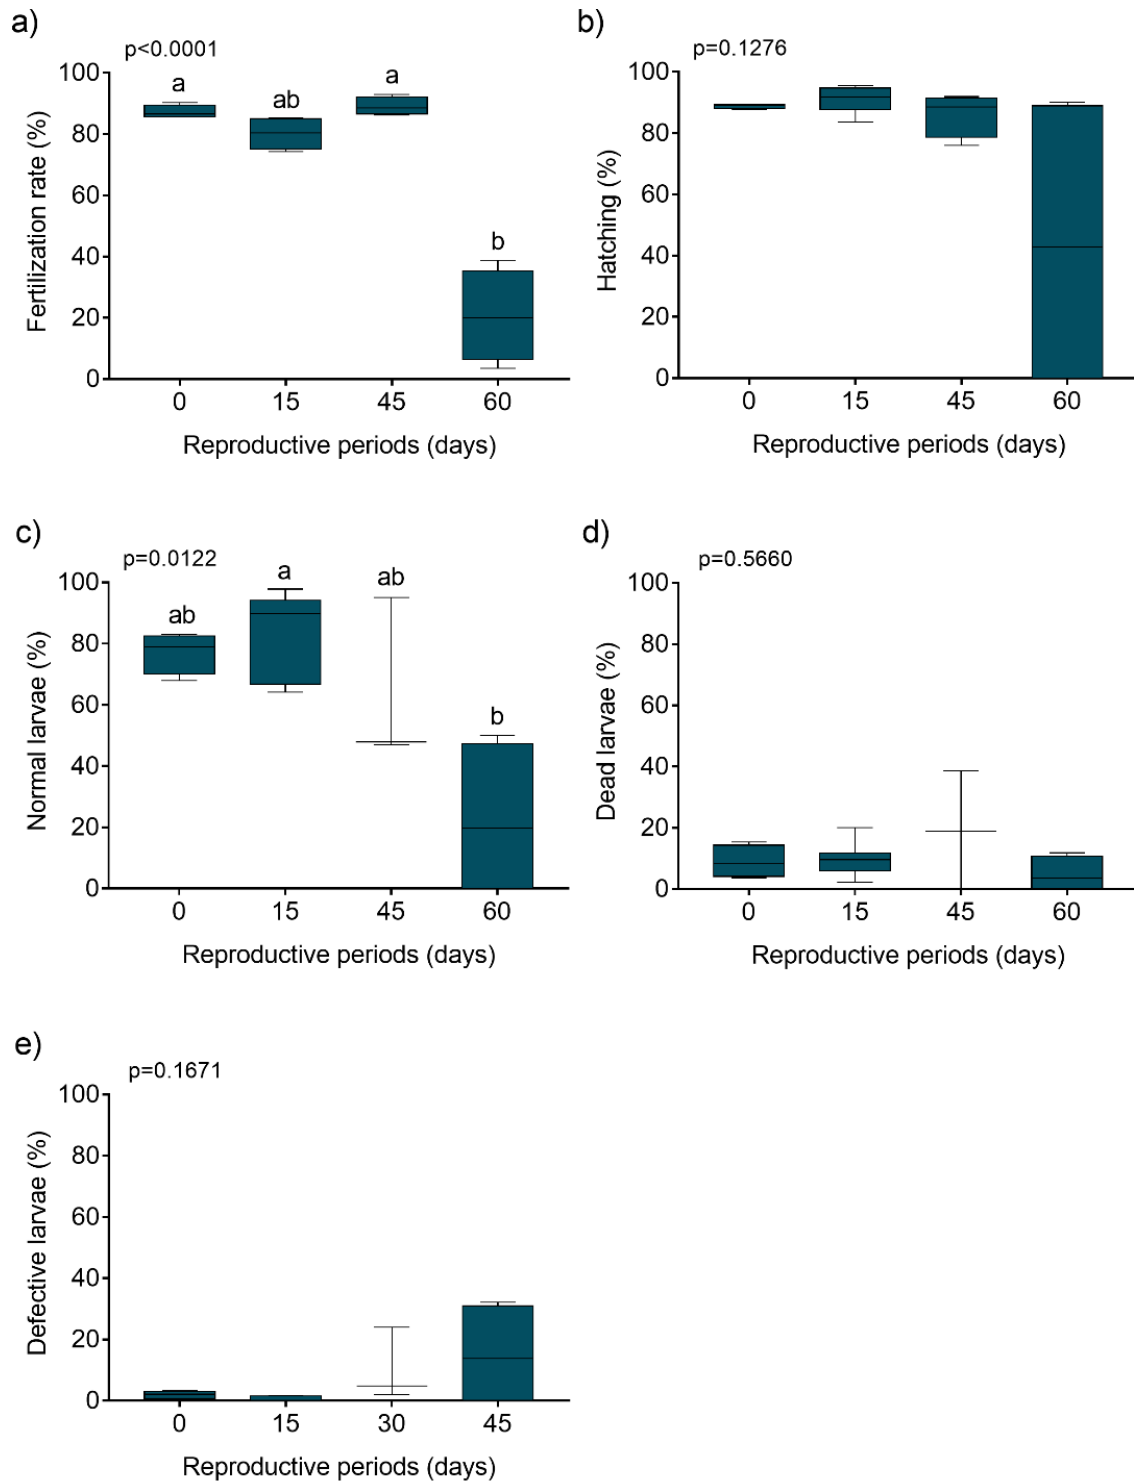 a)
p<0.0001
Fertilization rate (%)
100
80
60
40
20
0
a
ab
a
b
0 15 45 60
Reproductive periods (days)
b)
p=0.1276
Hatching (%)
100
80
60
40
20
0
0 15 45 60
Reproductive periods (days)
c)
p=0.0122
Normal larvae (%)
100
80
60
40
20
0
ab
a
ab
b
0 15 45 60
Reproductive periods (days)
d)
p=0.5660
Dead larvae (%)
100
80
60
40
20
0
0 15 45 60
Reproductive periods (days)
e)
p=0.1671
Defective larvae (%)
100
80
60
40
20
0
0 15 30 45
Reproductive periods (days)